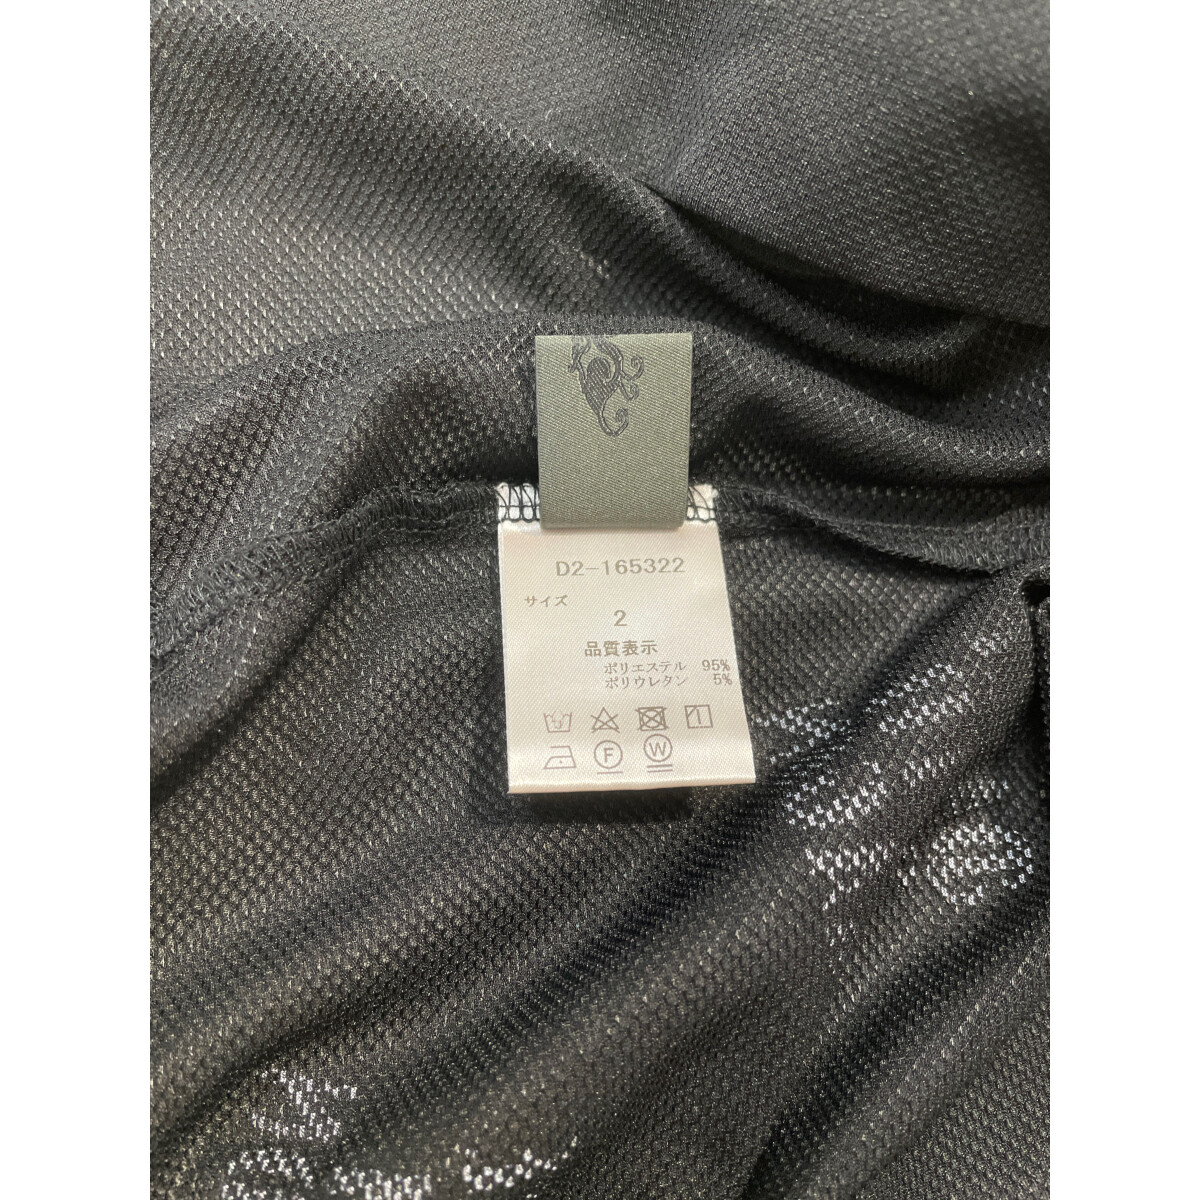 D2-165322
サイズ
2
品質表示
ポリエステル 95%
ポリウレタン 5%
F W